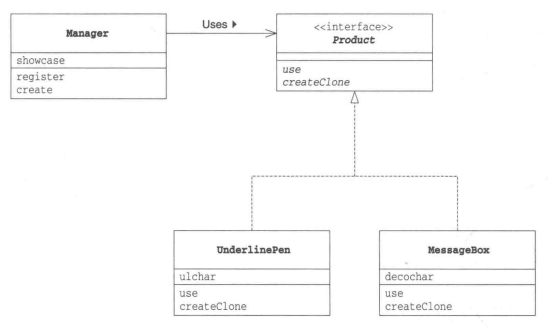 Manager
showcase
register
create
Uses ▶
<<interface>>
Product
use
createClone
UnderlinePen
ulchar
use
createClone
MessageBox
decochar
use
createClone